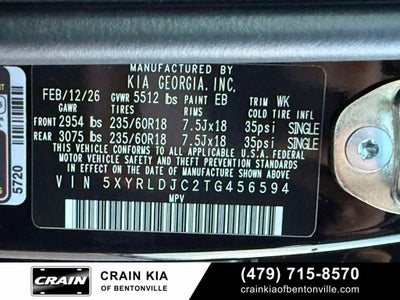 MANUFACTURED BY
KIA GEORGIA, INC.
FEB/12/26 GVWR 5512 lbs PAINT EB TRIM WK
GAWR TIRES RIMS COLD TIRE INFL
FRONT 2954 lbs 235/60R18 7.5Jx18 35psi SINGLE
REAR 3075 lbs 235/60R18 7.5Jx18 35psi SINGLE
THIS VEHICLE CONFORMS TO ALL APPLICABLE U.S.A. FEDERAL
MOTOR VEHICLE SAFETY AND THEFT PREVENTION STANDARDS
IN EFFECT ON THE DATE OF MANUFACTURE SHOWN ABOVE.
VIN 5XYRLDJC2TG456594
MPV
5720
CRAIN
CRAIN KIA
OF BENTONVILLE
(479) 715-8570
crainkiaofbentonville.com